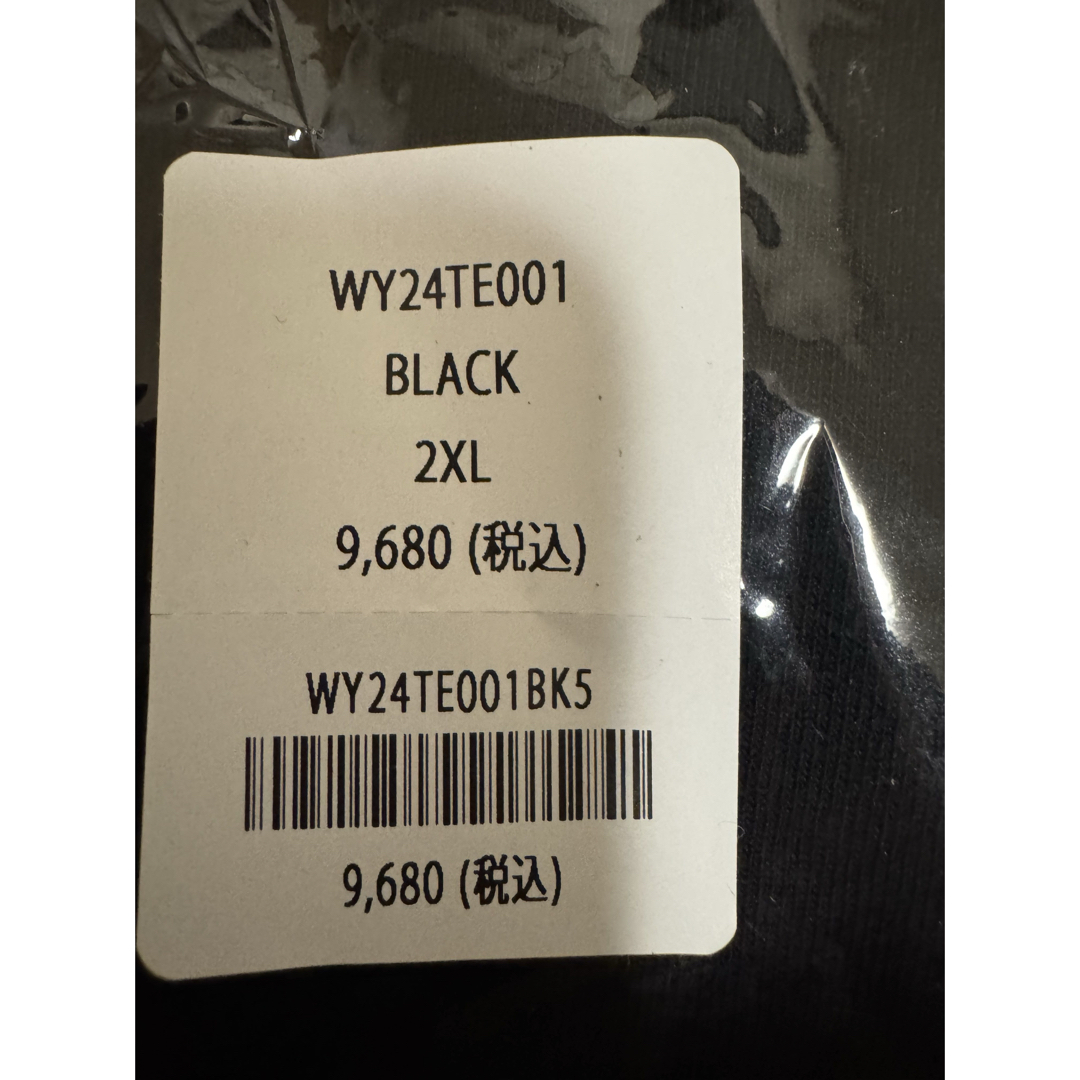 WY24TE001
BLACK
2XL
9,680 (税込)
WY24TE001BK5
9,680 (税込)